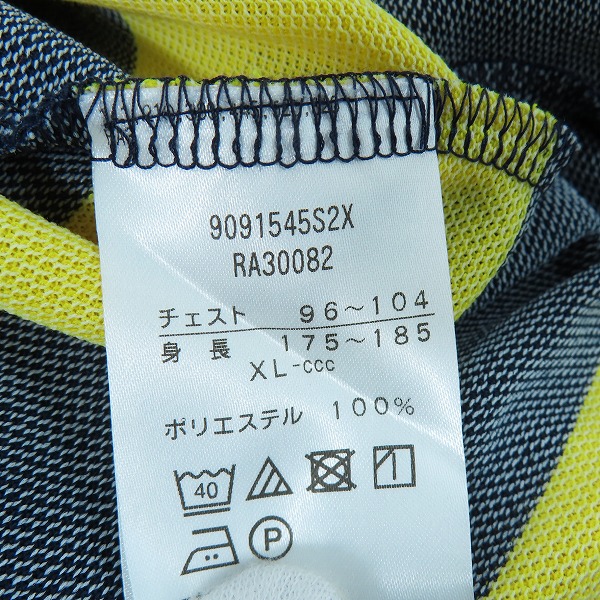 9091545S2X
RA30082
チェスト 96～104
身長 175～185
XL-ccc
ポリエステル 100%
40
P